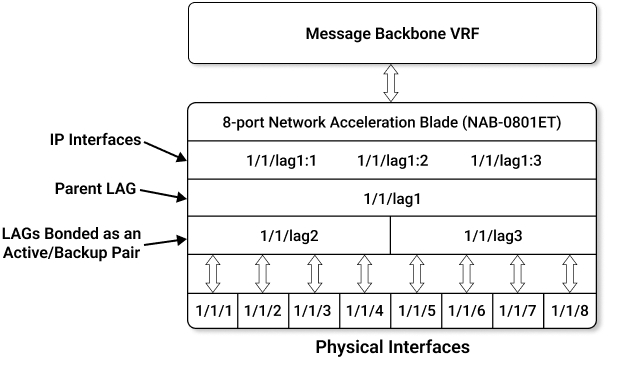 Message Backbone VRF
8-port Network Acceleration Blade (NAB-0801ET)
IP Interfaces
1/1/lag1:1 1/1/lag1:2 1/1/lag1:3
Parent LAG
1/1/lag1
LAGs Bonded as an
Active/Backup Pair
1/1/lag2 1/1/lag3
1/1/1 1/1/2 1/1/3 1/1/4 1/1/5 1/1/6 1/1/7 1/1/8
Physical Interfaces